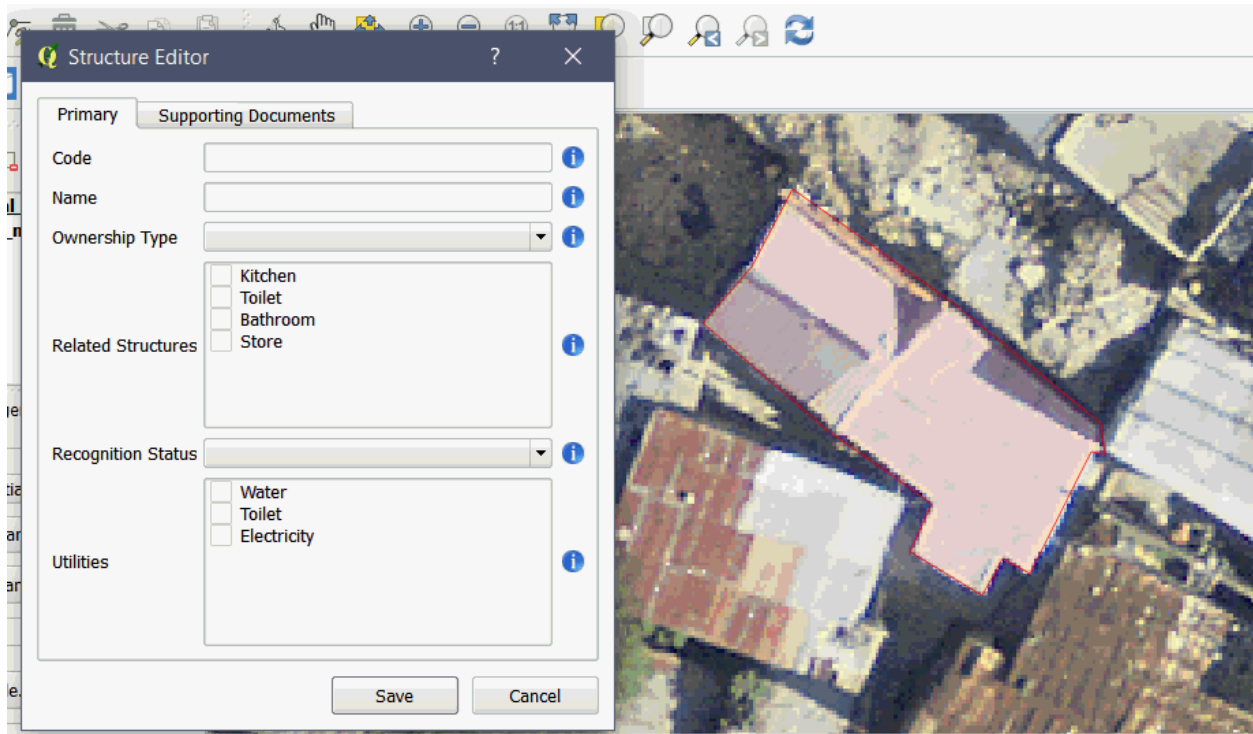 Structure Editor
?
Primary
Supporting Documents
Code
Name
Ownership Type
Related Structures
Kitchen
Toilet
Bathroom
Store
Recognition Status
Utilities
Water
Toilet
Electricity
Save
Cancel